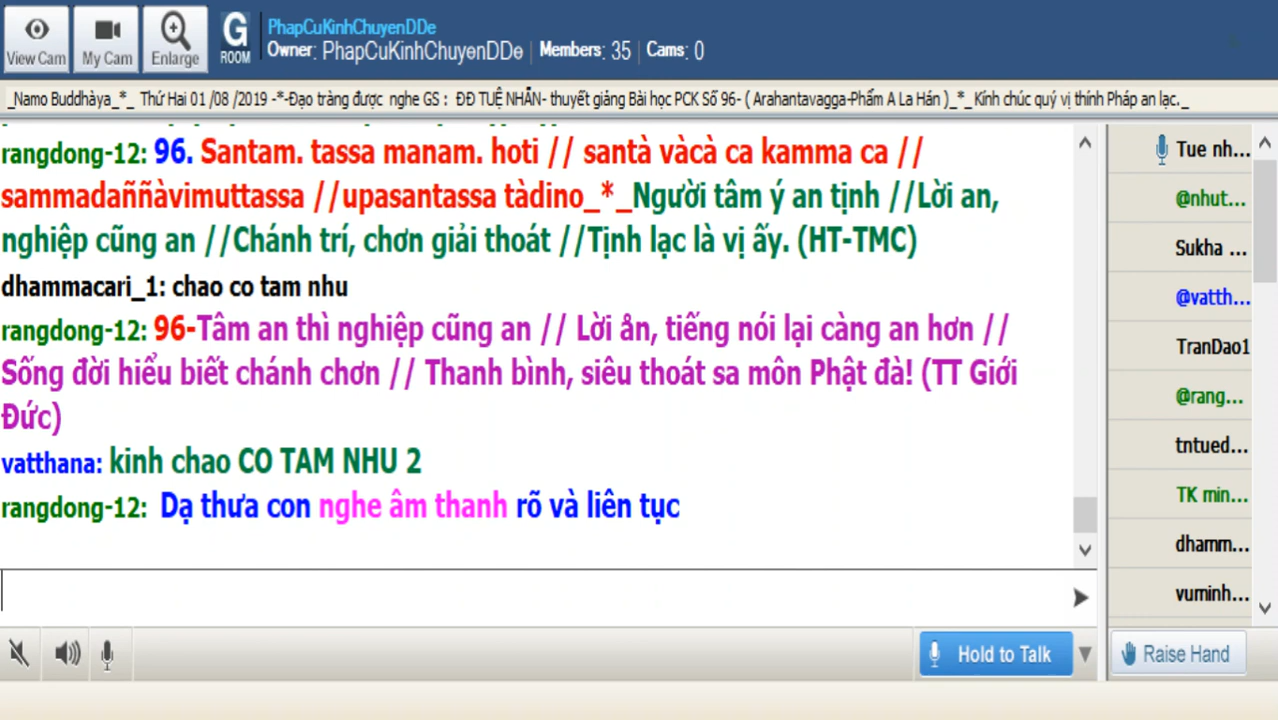 View Cam
My Cam
Enlarge
G
ROOM
PhapCuKinhChuyenDDe
Owner: PhapCuKinhChuyenDDe | Members: 35 | Cams: 0
_Namo Buddhàya_*_ Thứ Hai 01 /08 /2019 -*-Đạo tràng được nghe GS : ĐĐ TUỆ NHẪN- thuyết giảng Bài học PCK Số 96- ( Arahantavagga-Phẩm A La Hán )_*_ Kính chúc quý vị thính Pháp an lạc._
rangdong-12: 96. Santam. tassa manam. hoti // santà vàcà ca kamma ca //
sammadaññàvimuttassa //upasantassa tàdino_*_Người tâm ý an tịnh //Lời an,
nghiệp cũng an //Chánh trí, chơn giải thoát //Tịnh lạc là vị ấy. (HT-TMC)
dhammacari_1: chao co tam nhu
rangdong-12: 96-Tâm an thì nghiệp cũng an // Lời ẩn, tiếng nói lại càng an hơn //
Sống đời hiểu biết chánh chơn // Thanh bình, siêu thoát sa môn Phật đà! (TT Giới
Đức)
vatthana: kinh chao CO TAM NHU 2
rangdong-12: Dạ thưa con nghe âm thanh rõ và liên tục
Tue nh...
@nhut...
Sukha ...
@vatth...
TranDao1
@rang...
tntued...
TK min...
dhamm...
vuminh...
Hold to Talk
Raise Hand